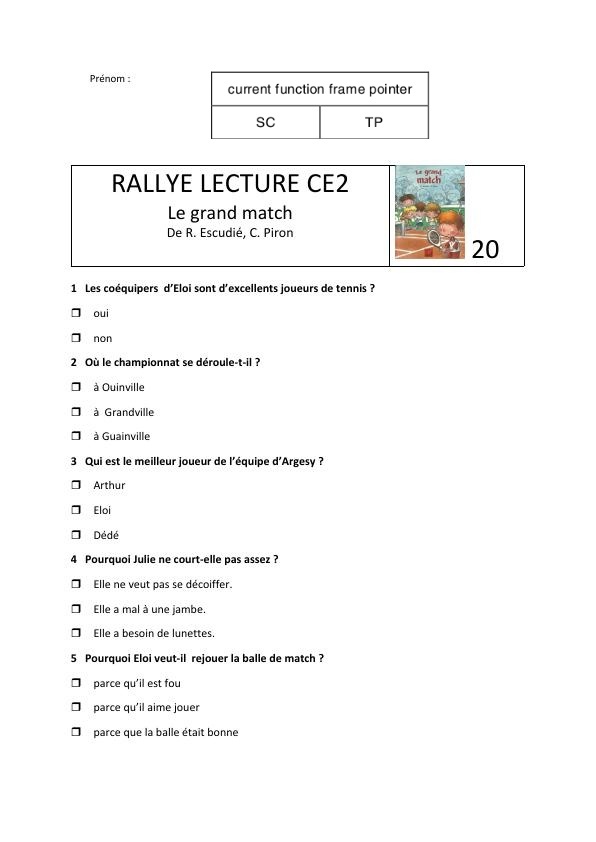 Prénom :
current function frame pointer
SC TP
RALLYE LECTURE CE2
Le grand match
De R. Escudié, C. Piron
Le grand
match
20
1 Les coéquipers d’Eloi sont d’excellents joueurs de tennis ?
oui
non
2 Où le championnat se déroule-t-il ?
à Ouinville
à Grandville
à Guainville
3 Qui est le meilleur joueur de l’équipe d’Argesy ?
Arthur
Eloi
Dédé
4 Pourquoi Julie ne court-elle pas assez ?
Elle ne veut pas se décoiffer.
Elle a mal à une jambe.
Elle a besoin de lunettes.
5 Pourquoi Eloi veut-il rejouer la balle de match ?
parce qu’il est fou
parce qu’il aime jouer
parce que la balle était bonne